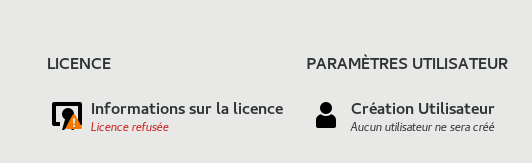 LICENCE
Informations sur la licence
Licence refusée
PARAMÈTRES UTILISATEUR
Création Utilisateur
Aucun utilisateur ne sera créé